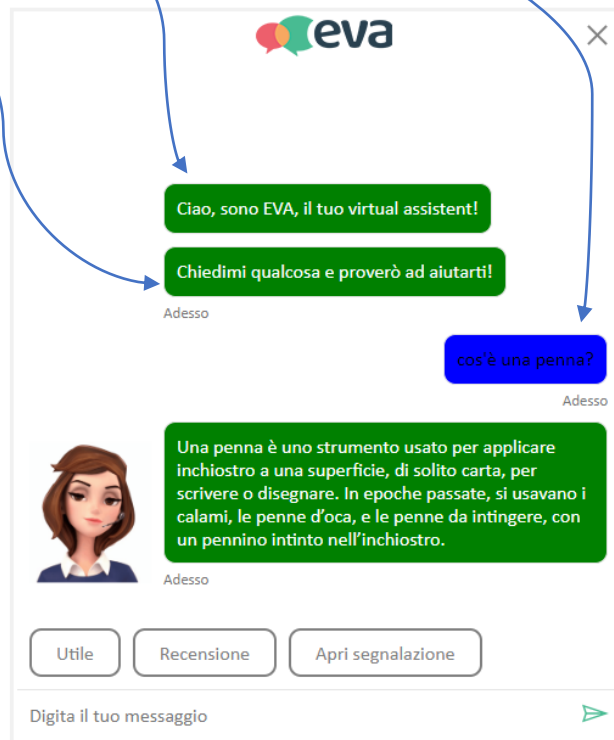 eva
Ciao, sono EVA, il tuo virtual assistent!
Chiedimi qualcosa e proverò ad aiutarti!
Adesso
cos'è una penna?
Adesso
Una penna è uno strumento usato per applicare
inchiostro a una superficie, di solito carta, per
scrivere o disegnare. In epoche passate, si usavano i
calami, le penne d’oca, e le penne da intingere, con
un pennino intinto nell’inchiostro.
Adesso
Utile
Recensione
Apri segnalazione
Digita il tuo messaggio